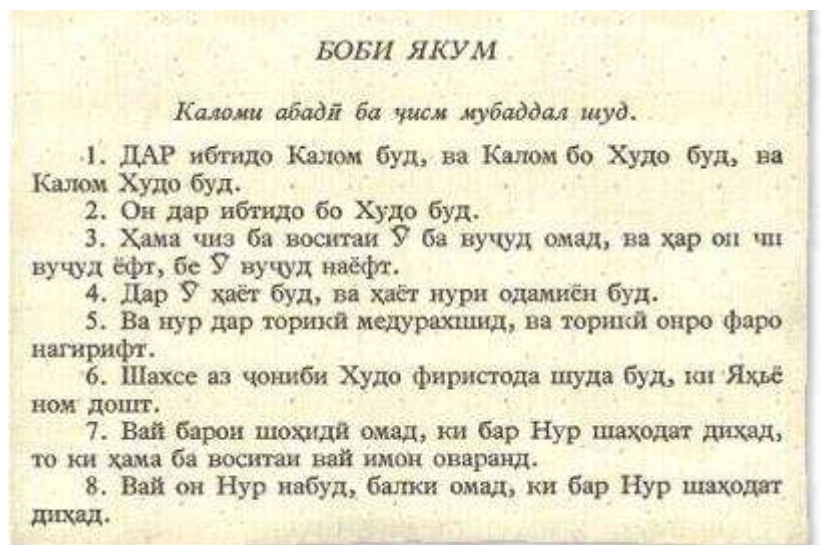 БОБИ ЯКУМ
Каломи абадӣ ба ҷисм мубаддал шуд.
1. ДАР ибтидо Калом буд, ва Калом бо Худо буд, ва
Калом Худо буд.
2. Он дар ибтидо бо Худо буд.
3. Ҳама чиз ба воситаи Ӯ ба вуҷуд омад, ва ҳар он чи
вуҷуд ёфт, бе Ӯ вуҷуд наёфт.
4. Дар Ӯ ҳаёт буд, ва ҳаёт нури одамиён буд.
5. Ва нур дар торикӣ медурахшид, ва торикӣ онро фаро
нагирифт.
6. Шахсе аз ҷониби Худо фиристода шуда буд, ки Яҳьё
ном дошт.
7. Вай барои шоҳидӣ омад, ки бар Нур шаҳодат диҳад,
то ки ҳама ба воситаи вай имон оваранд.
8. Вай он Нур набуд, балки омад, ки бар Нур шаҳодат
диҳад.